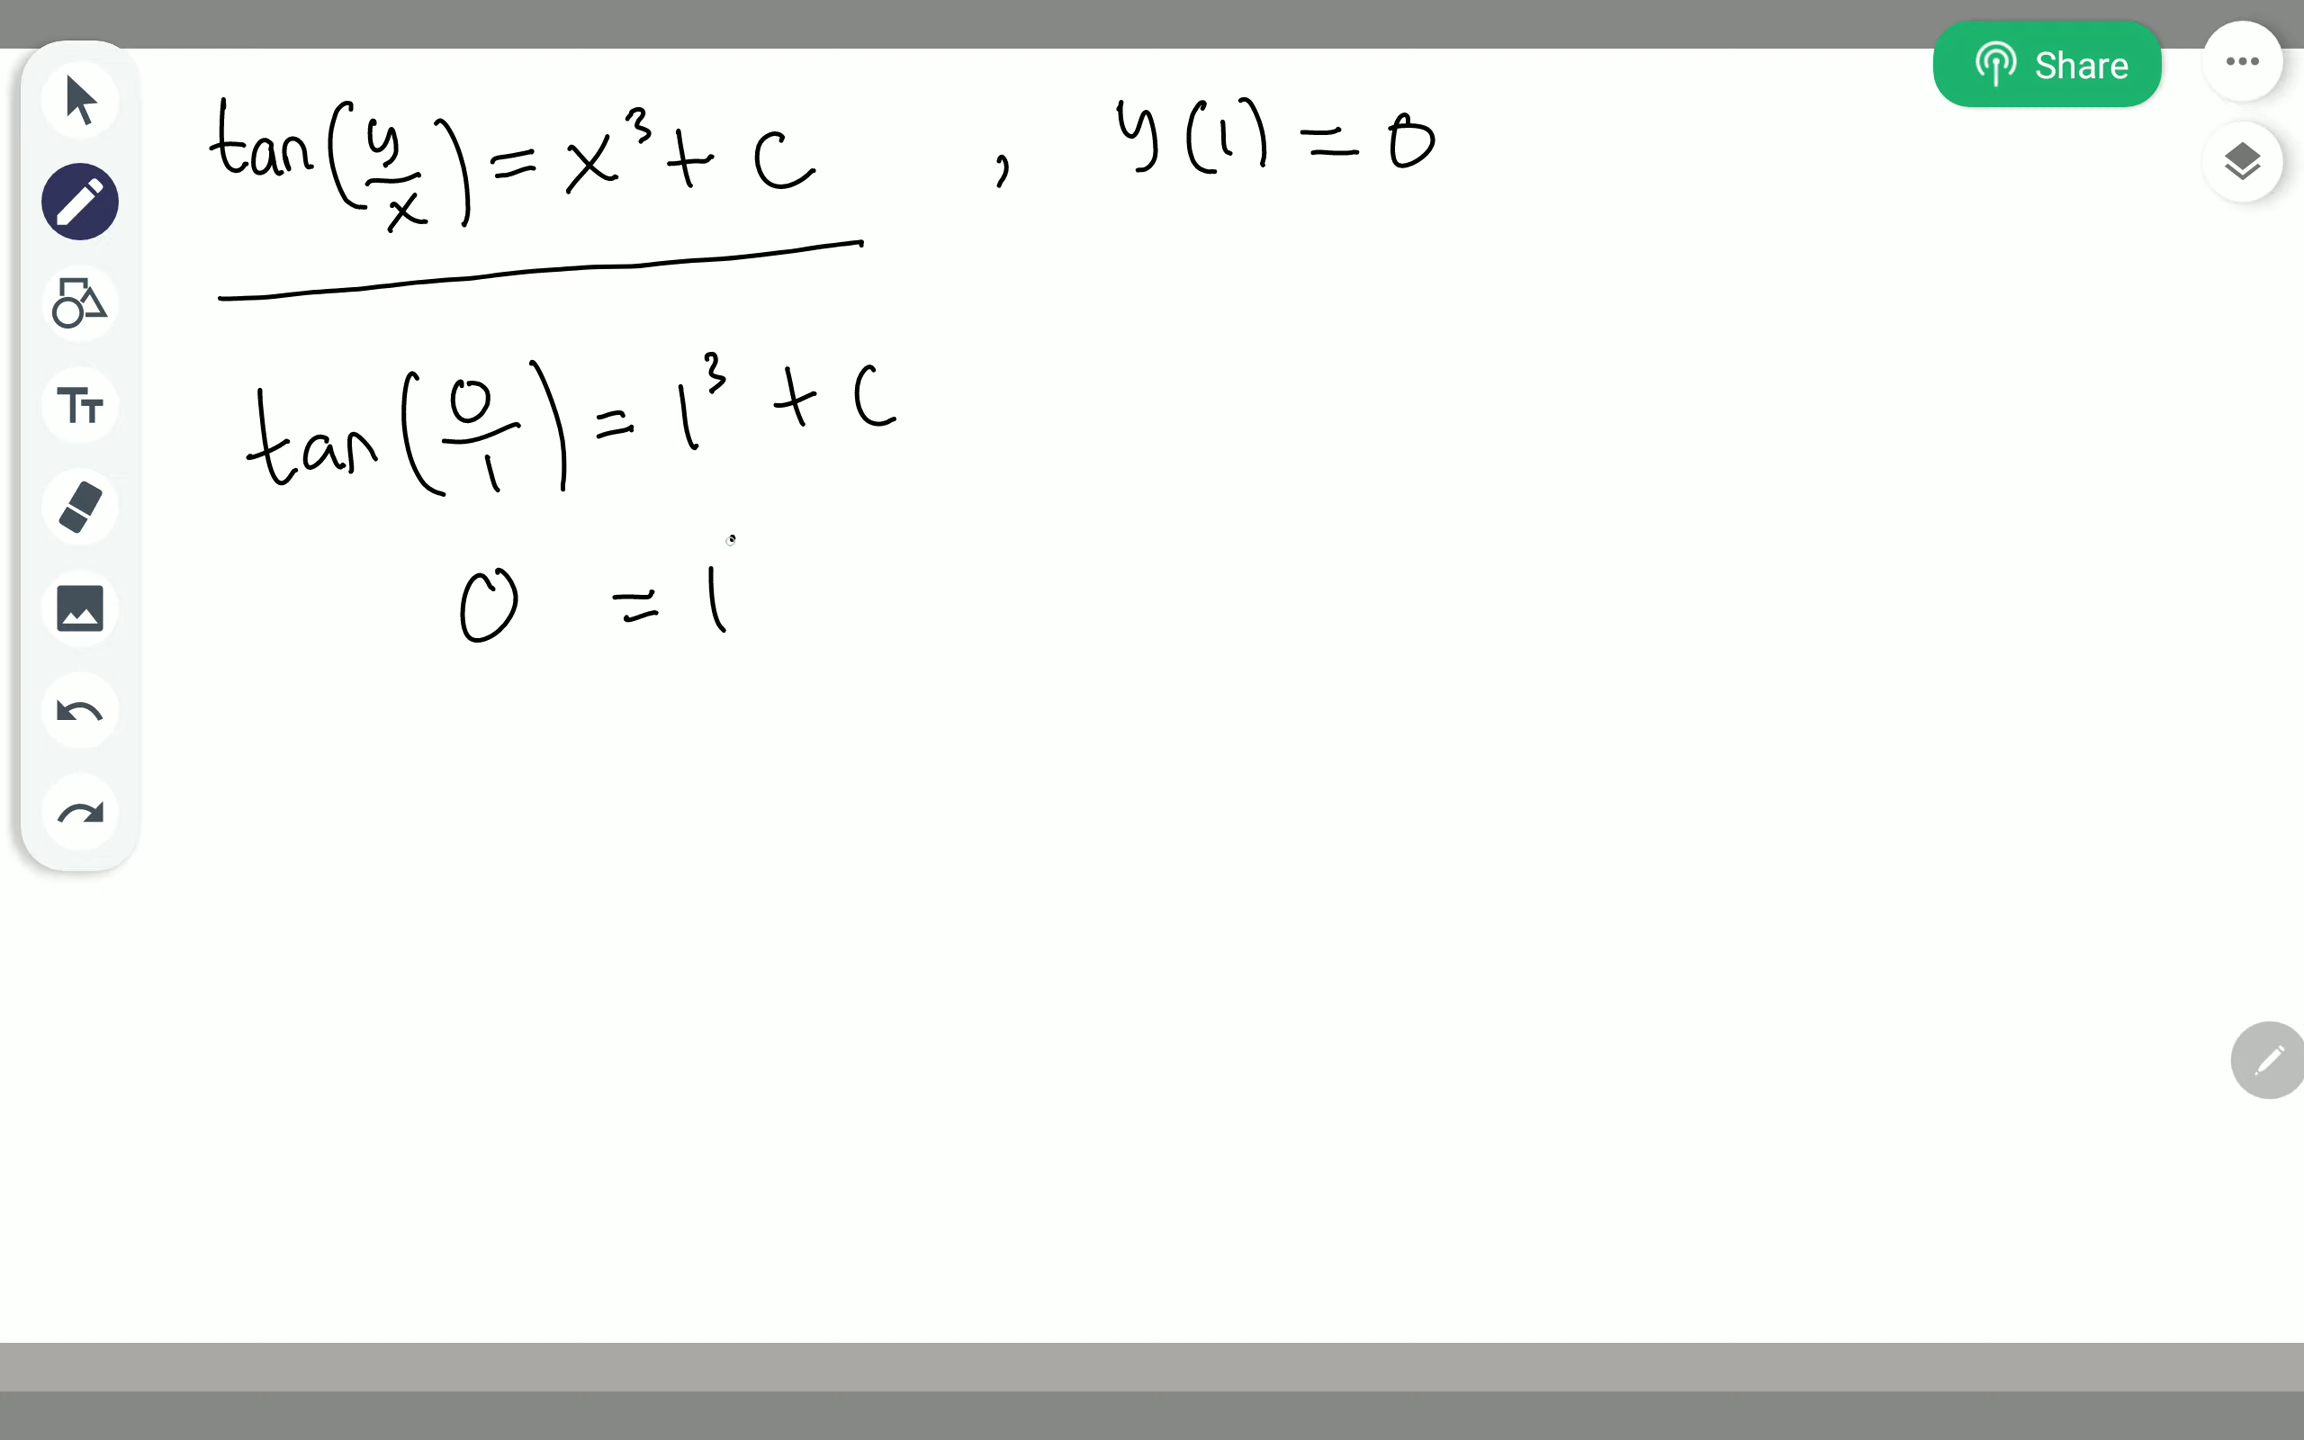 Share
tan(y/x) = x³ + C , y(1) = 0
tan(0/1) = 1³ + C
0 = 1